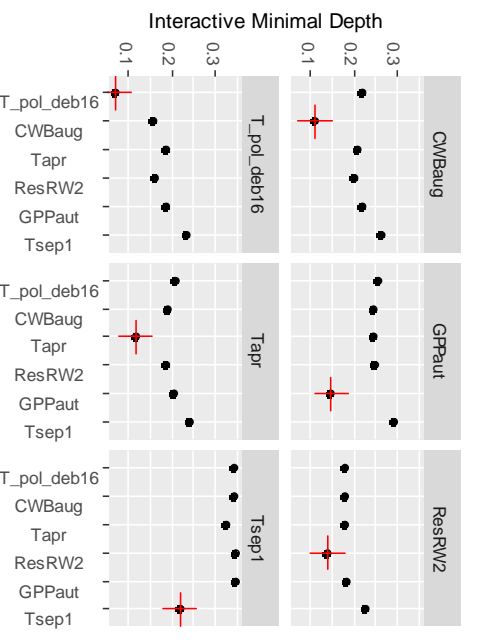 Interactive Minimal Depth
0.1 0.2 0.3 0.1 0.2 0.3
T_pol_deb16
CWBaug
Tapr
ResRW2
GPPaut
Tsep1
T_pol_deb16
CWBaug
T_pol_deb16
CWBaug
Tapr
ResRW2
GPPaut
Tsep1
Tapr
GPPaut
T_pol_deb16
CWBaug
Tapr
ResRW2
GPPaut
Tsep1
Tsep1
ResRW2